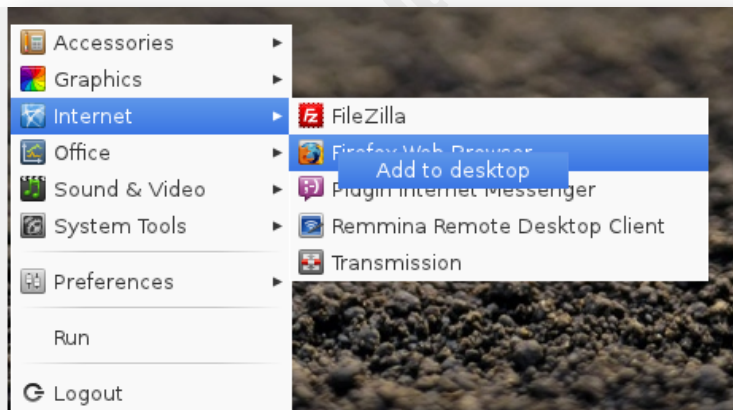 Accessories
Graphics
Internet
Office
Sound & Video
System Tools
Preferences
Run
Logout
FileZilla
Firefox Web Browser
Add to desktop
Pidgin Internet Messenger
Remmina Remote Desktop Client
Transmission